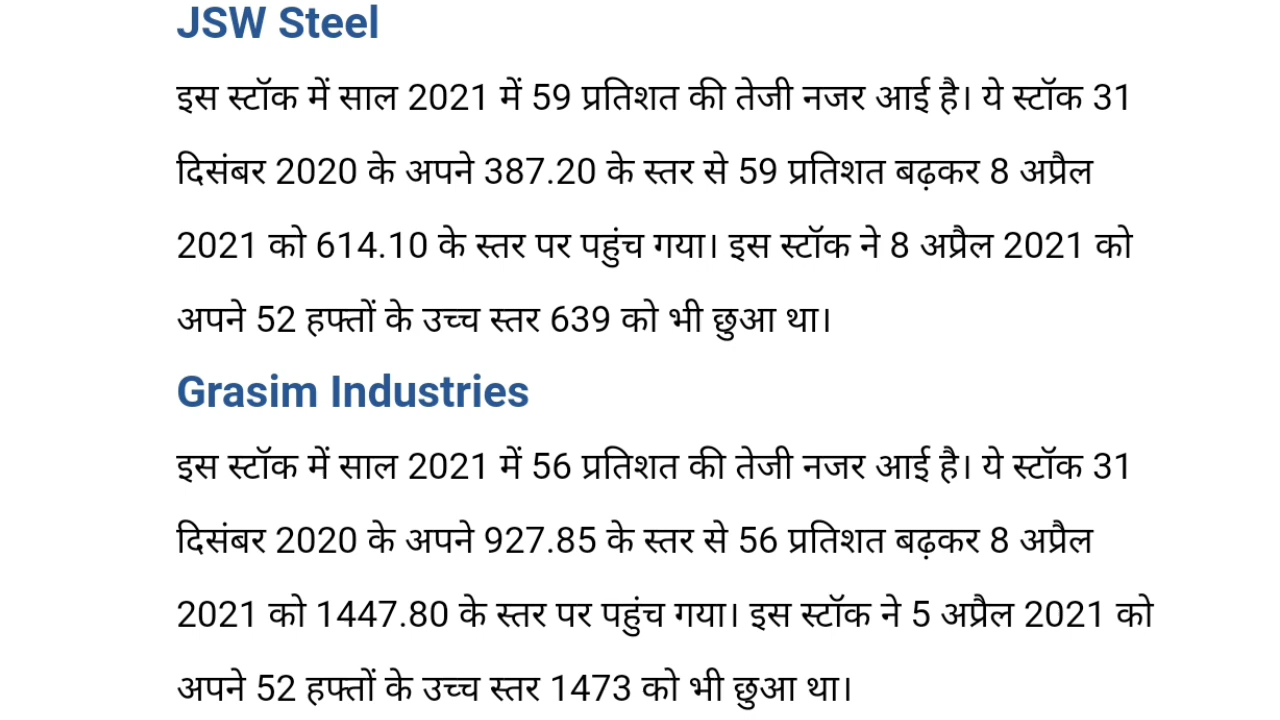 JSW Steel
इस स्टॉक में साल 2021 में 59 प्रतिशत की तेजी नजर आई है। ये स्टॉक 31
दिसंबर 2020 के अपने 387.20 के स्तर से 59 प्रतिशत बढ़कर 8 अप्रैल
2021 को 614.10 के स्तर पर पहुंच गया। इस स्टॉक ने 8 अप्रैल 2021 को
अपने 52 हफ्तों के उच्च स्तर 639 को भी छुआ था।
Grasim Industries
इस स्टॉक में साल 2021 में 56 प्रतिशत की तेजी नजर आई है। ये स्टॉक 31
दिसंबर 2020 के अपने 927.85 के स्तर से 56 प्रतिशत बढ़कर 8 अप्रैल
2021 को 1447.80 के स्तर पर पहुंच गया। इस स्टॉक ने 5 अप्रैल 2021 को
अपने 52 हफ्तों के उच्च स्तर 1473 को भी छुआ था।